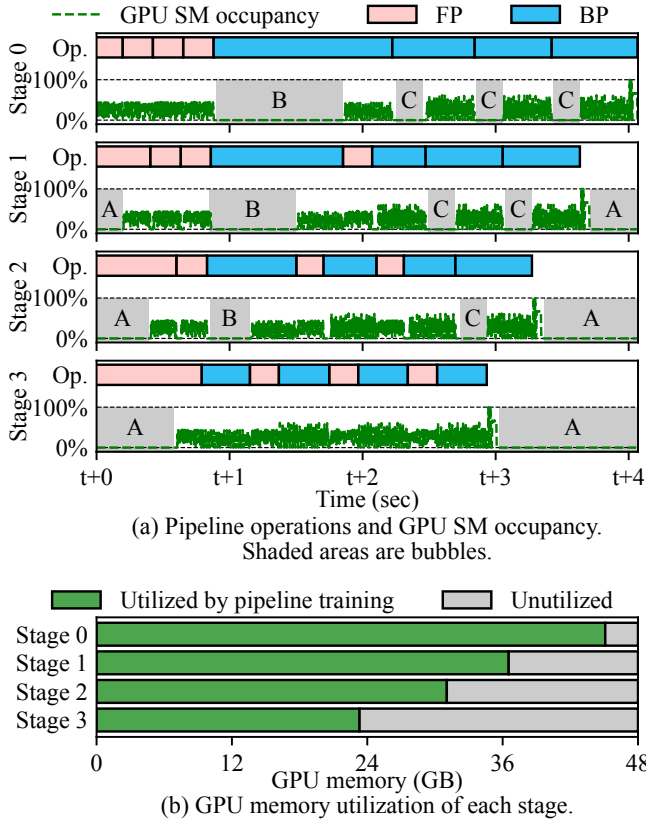 GPU SM occupancy FP BP
Stage 0
Op.
100%
0%
B C C C
Stage 1
Op.
100%
0%
A B C C A
Stage 2
Op.
100%
0%
A B C A
Stage 3
Op.
100%
0%
A A
t+0 t+1 t+2 t+3 t+4
Time (sec)
(a) Pipeline operations and GPU SM occupancy.
Shaded areas are bubbles.
Utilized by pipeline training Unutilized
Stage 0
Stage 1
Stage 2
Stage 3
0 12 24 36 48
GPU memory (GB)
(b) GPU memory utilization of each stage.